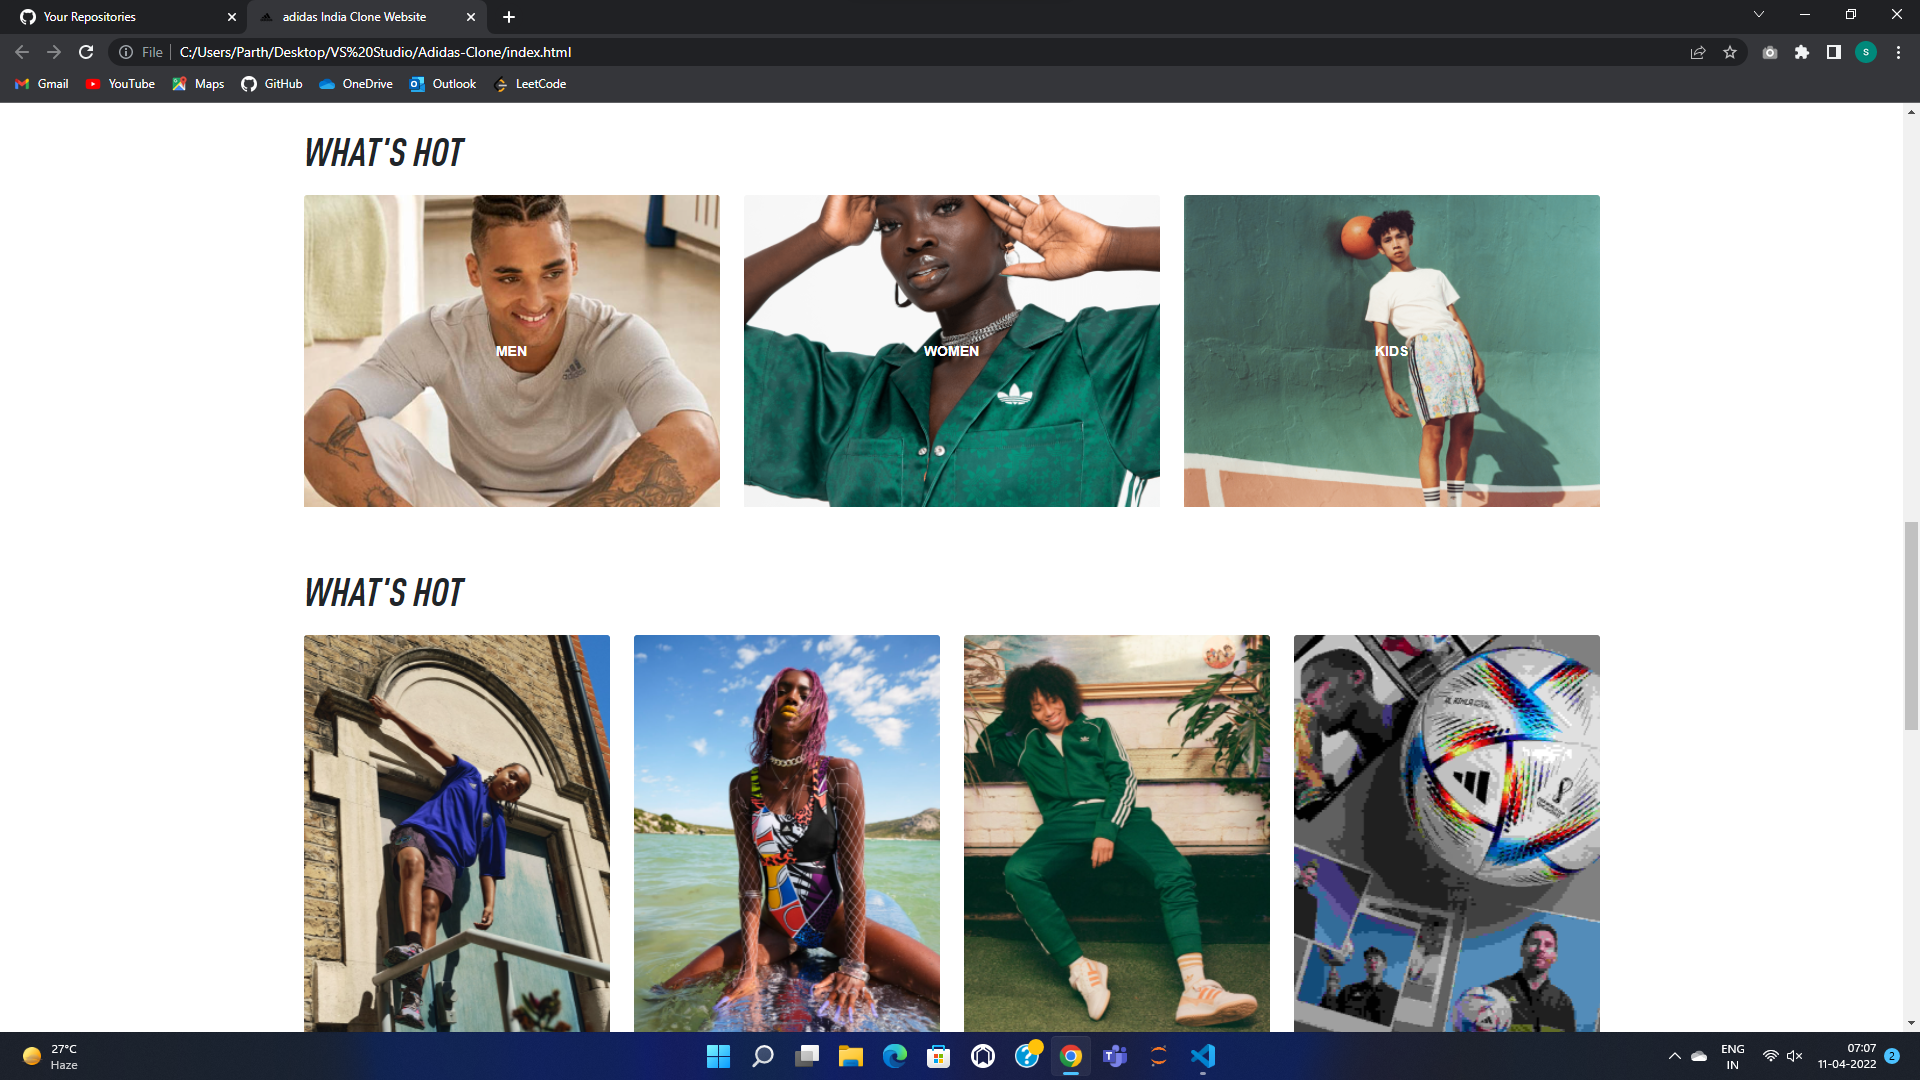 Your Repositories
adidas India Clone Website
File
C:/Users/Parth/Desktop/VS%20Studio/Adidas-Clone/index.html
S
Gmail
YouTube
Maps
GitHub
OneDrive
Outlook
LeetCode
WHAT'S HOT
MEN
WOMEN
KIDS
WHAT'S HOT
27°C
Haze
ENG
IN
07:07
11-04-2022
2